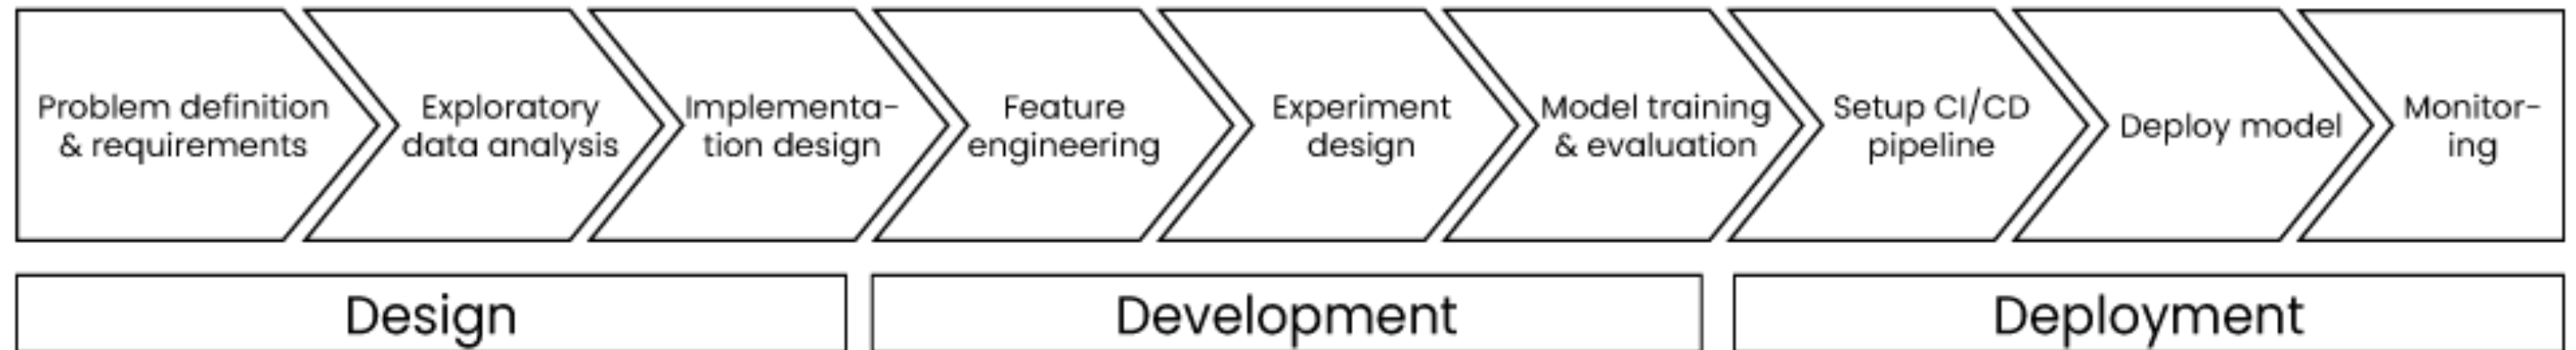 Problem definition
& requirements
Exploratory
data analysis
Implementa-
tion design
Feature
engineering
Experiment
design
Model training
& evaluation
Setup CI/CD
pipeline
Deploy model
Monitor-
ing
Design
Development
Deployment